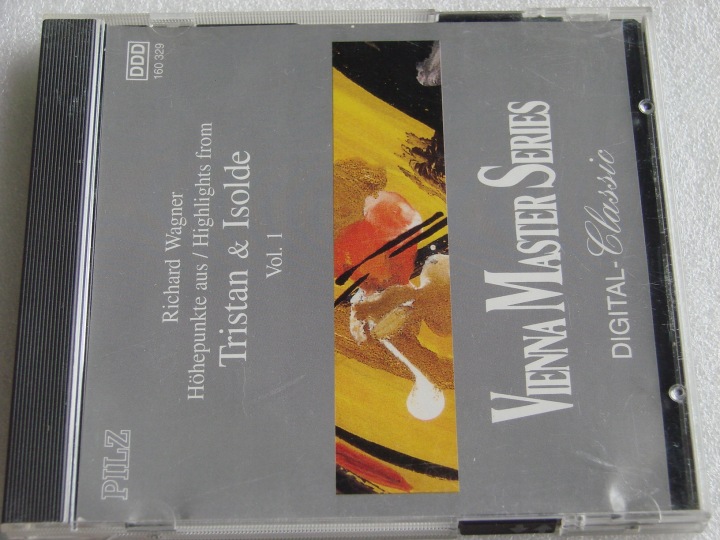 PILZ
DDD
160 329
Richard Wagner
Höhepunkte aus / Highlights from
Tristan & Isolde
Vol. 1
VIENNA MASTER SERIES
DIGITAL-Classic